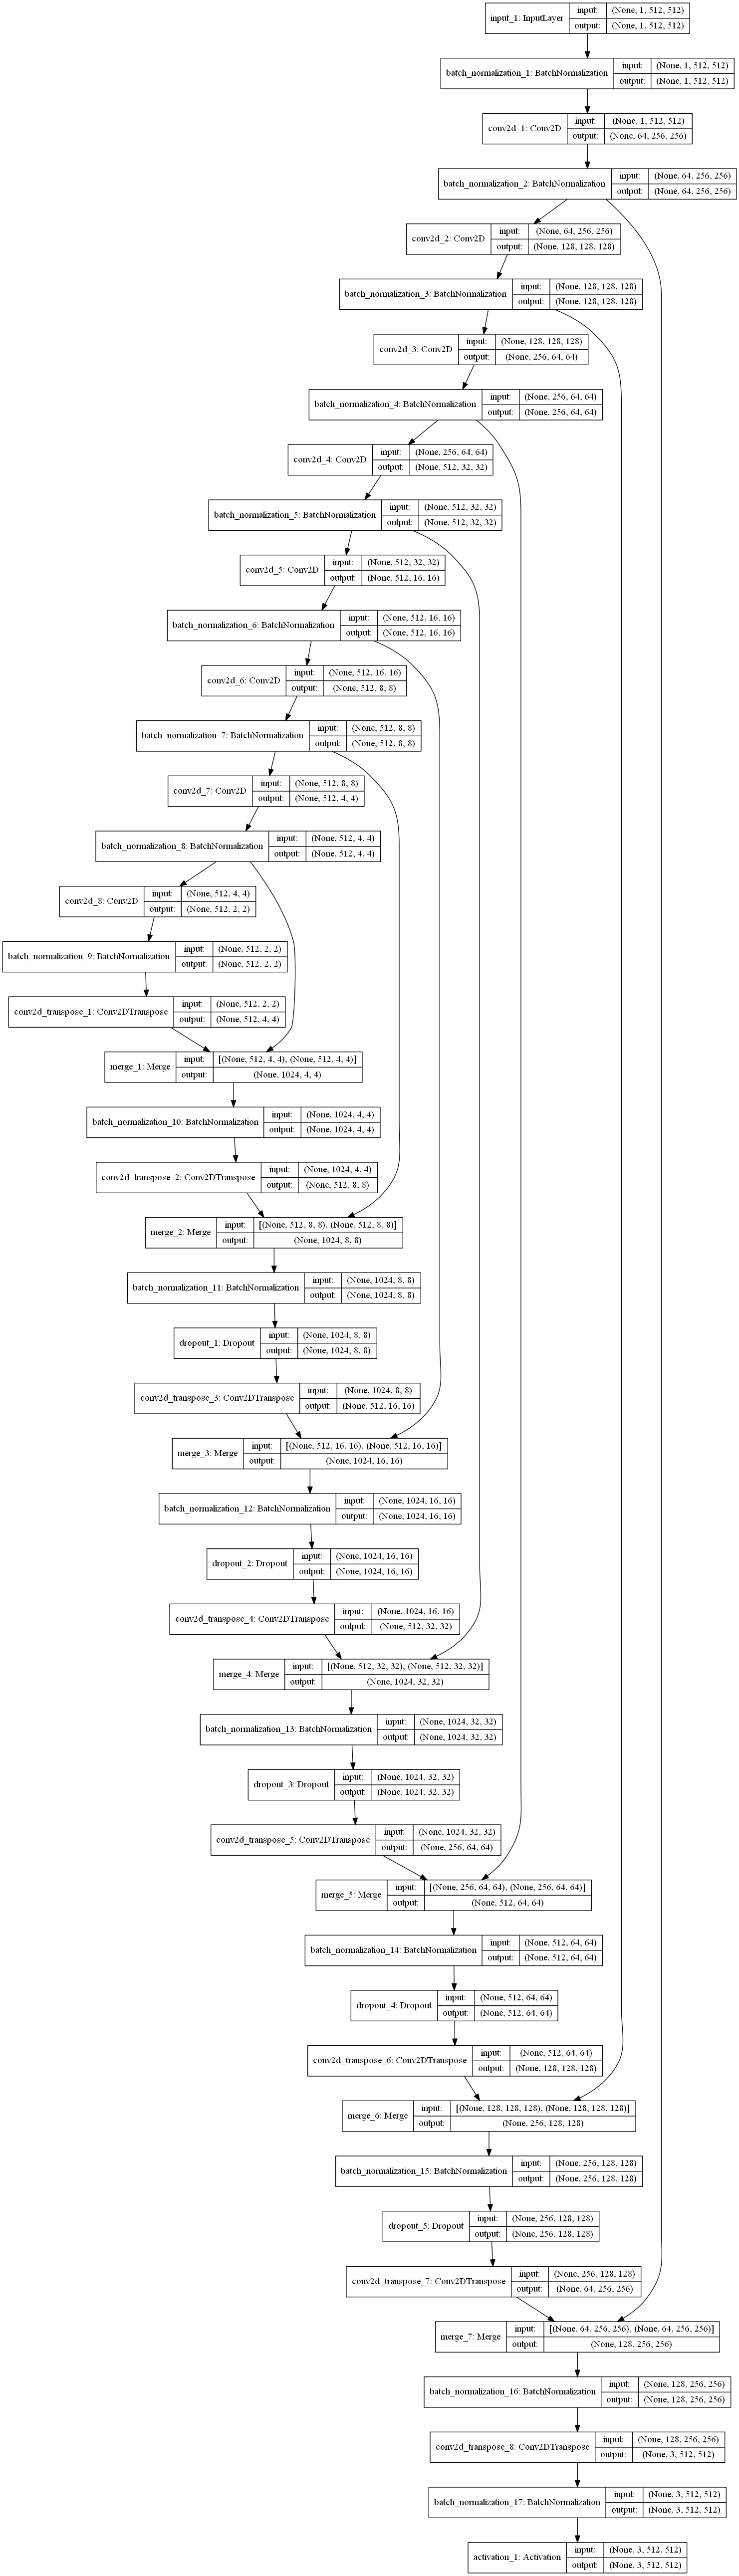 input_1: InputLayer input: (None, 1, 512, 512)
output: (None, 1, 512, 512)
batch_normalization_1: BatchNormalization input: (None, 1, 512, 512)
output: (None, 1, 512, 512)
conv2d_1: Conv2D input: (None, 1, 512, 512)
output: (None, 64, 256, 256)
batch_normalization_2: BatchNormalization input: (None, 64, 256, 256)
output: (None, 64, 256, 256)
conv2d_2: Conv2D input: (None, 64, 256, 256)
output: (None, 128, 128, 128)
batch_normalization_3: BatchNormalization input: (None, 128, 128, 128)
output: (None, 128, 128, 128)
conv2d_3: Conv2D input: (None, 128, 128, 128)
output: (None, 256, 64, 64)
batch_normalization_4: BatchNormalization input: (None, 256, 64, 64)
output: (None, 256, 64, 64)
conv2d_4: Conv2D input: (None, 256, 64, 64)
output: (None, 512, 32, 32)
batch_normalization_5: BatchNormalization input: (None, 512, 32, 32)
output: (None, 512, 32, 32)
conv2d_5: Conv2D input: (None, 512, 32, 32)
output: (None, 512, 16, 16)
batch_normalization_6: BatchNormalization input: (None, 512, 16, 16)
output: (None, 512, 16, 16)
conv2d_6: Conv2D input: (None, 512, 16, 16)
output: (None, 512, 8, 8)
batch_normalization_7: BatchNormalization input: (None, 512, 8, 8)
output: (None, 512, 8, 8)
conv2d_7: Conv2D input: (None, 512, 8, 8)
output: (None, 512, 4, 4)
batch_normalization_8: BatchNormalization input: (None, 512, 4, 4)
output: (None, 512, 4, 4)
conv2d_8: Conv2D input: (None, 512, 4, 4)
output: (None, 512, 2, 2)
batch_normalization_9: BatchNormalization input: (None, 512, 2, 2)
output: (None, 512, 2, 2)
conv2d_transpose_1: Conv2DTranspose input: (None, 512, 2, 2)
output: (None, 512, 4, 4)
merge_1: Merge input: [(None, 512, 4, 4), (None, 512, 4, 4)]
output: (None, 1024, 4, 4)
batch_normalization_10: BatchNormalization input: (None, 1024, 4, 4)
output: (None, 1024, 4, 4)
conv2d_transpose_2: Conv2DTranspose input: (None, 1024, 4, 4)
output: (None, 512, 8, 8)
merge_2: Merge input: [(None, 512, 8, 8), (None, 512, 8, 8)]
output: (None, 1024, 8, 8)
batch_normalization_11: BatchNormalization input: (None, 1024, 8, 8)
output: (None, 1024, 8, 8)
dropout_1: Dropout input: (None, 1024, 8, 8)
output: (None, 1024, 8, 8)
conv2d_transpose_3: Conv2DTranspose input: (None, 1024, 8, 8)
output: (None, 512, 16, 16)
merge_3: Merge input: [(None, 512, 16, 16), (None, 512, 16, 16)]
output: (None, 1024, 16, 16)
batch_normalization_12: BatchNormalization input: (None, 1024, 16, 16)
output: (None, 1024, 16, 16)
dropout_2: Dropout input: (None, 1024, 16, 16)
output: (None, 1024, 16, 16)
conv2d_transpose_4: Conv2DTranspose input: (None, 1024, 16, 16)
output: (None, 512, 32, 32)
merge_4: Merge input: [(None, 512, 32, 32), (None, 512, 32, 32)]
output: (None, 1024, 32, 32)
batch_normalization_13: BatchNormalization input: (None, 1024, 32, 32)
output: (None, 1024, 32, 32)
dropout_3: Dropout input: (None, 1024, 32, 32)
output: (None, 1024, 32, 32)
conv2d_transpose_5: Conv2DTranspose input: (None, 1024, 32, 32)
output: (None, 256, 64, 64)
merge_5: Merge input: [(None, 256, 64, 64), (None, 256, 64, 64)]
output: (None, 512, 64, 64)
batch_normalization_14: BatchNormalization input: (None, 512, 64, 64)
output: (None, 512, 64, 64)
dropout_4: Dropout input: (None, 512, 64, 64)
output: (None, 512, 64, 64)
conv2d_transpose_6: Conv2DTranspose input: (None, 512, 64, 64)
output: (None, 128, 128, 128)
merge_6: Merge input: [(None, 128, 128, 128), (None, 128, 128, 128)]
output: (None, 256, 128, 128)
batch_normalization_15: BatchNormalization input: (None, 256, 128, 128)
output: (None, 256, 128, 128)
dropout_5: Dropout input: (None, 256, 128, 128)
output: (None, 256, 128, 128)
conv2d_transpose_7: Conv2DTranspose input: (None, 256, 128, 128)
output: (None, 64, 256, 256)
merge_7: Merge input: [(None, 64, 256, 256), (None, 64, 256, 256)]
output: (None, 128, 256, 256)
batch_normalization_16: BatchNormalization input: (None, 128, 256, 256)
output: (None, 128, 256, 256)
conv2d_transpose_8: Conv2DTranspose input: (None, 128, 256, 256)
output: (None, 3, 512, 512)
batch_normalization_17: BatchNormalization input: (None, 3, 512, 512)
output: (None, 3, 512, 512)
activation_1: Activation input: (None, 3, 512, 512)
output: (None, 3, 512, 512)